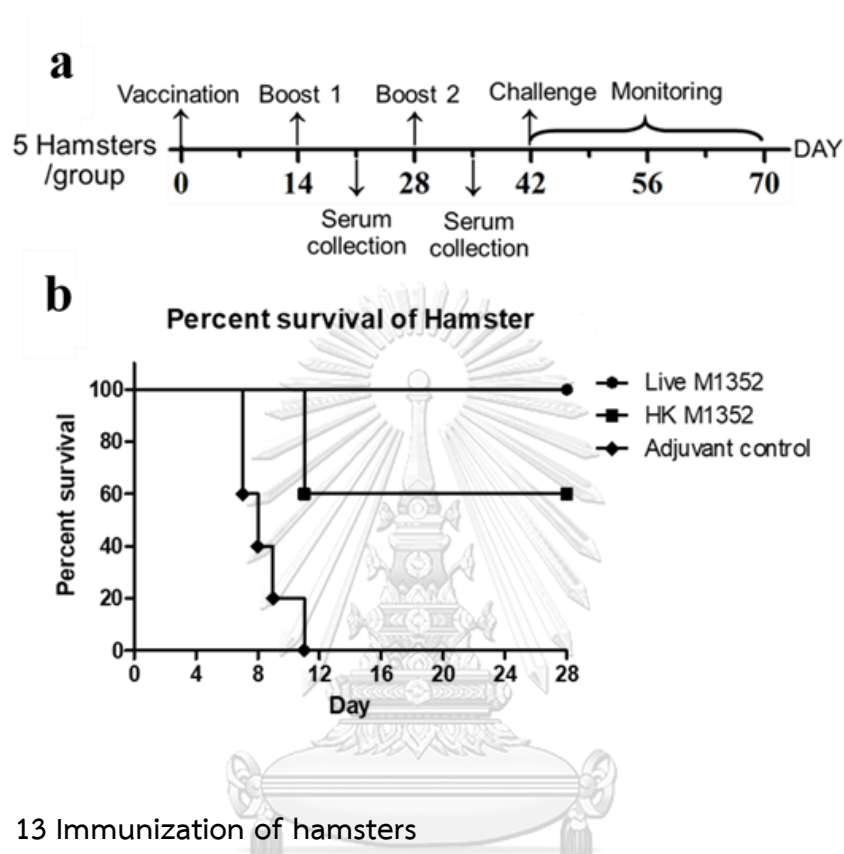 a
Vaccination Boost 1 Boost 2 Challenge Monitoring
5 Hamsters
/group
DAY
0 14 28 42 56 70
Serum
collection
Serum
collection
b
Percent survival of Hamster
Percent survival
100
80
60
40
20
0
0 4 8 12 16 20 24 28
Day
Live M1352
HK M1352
Adjuvant control
13 Immunization of hamsters